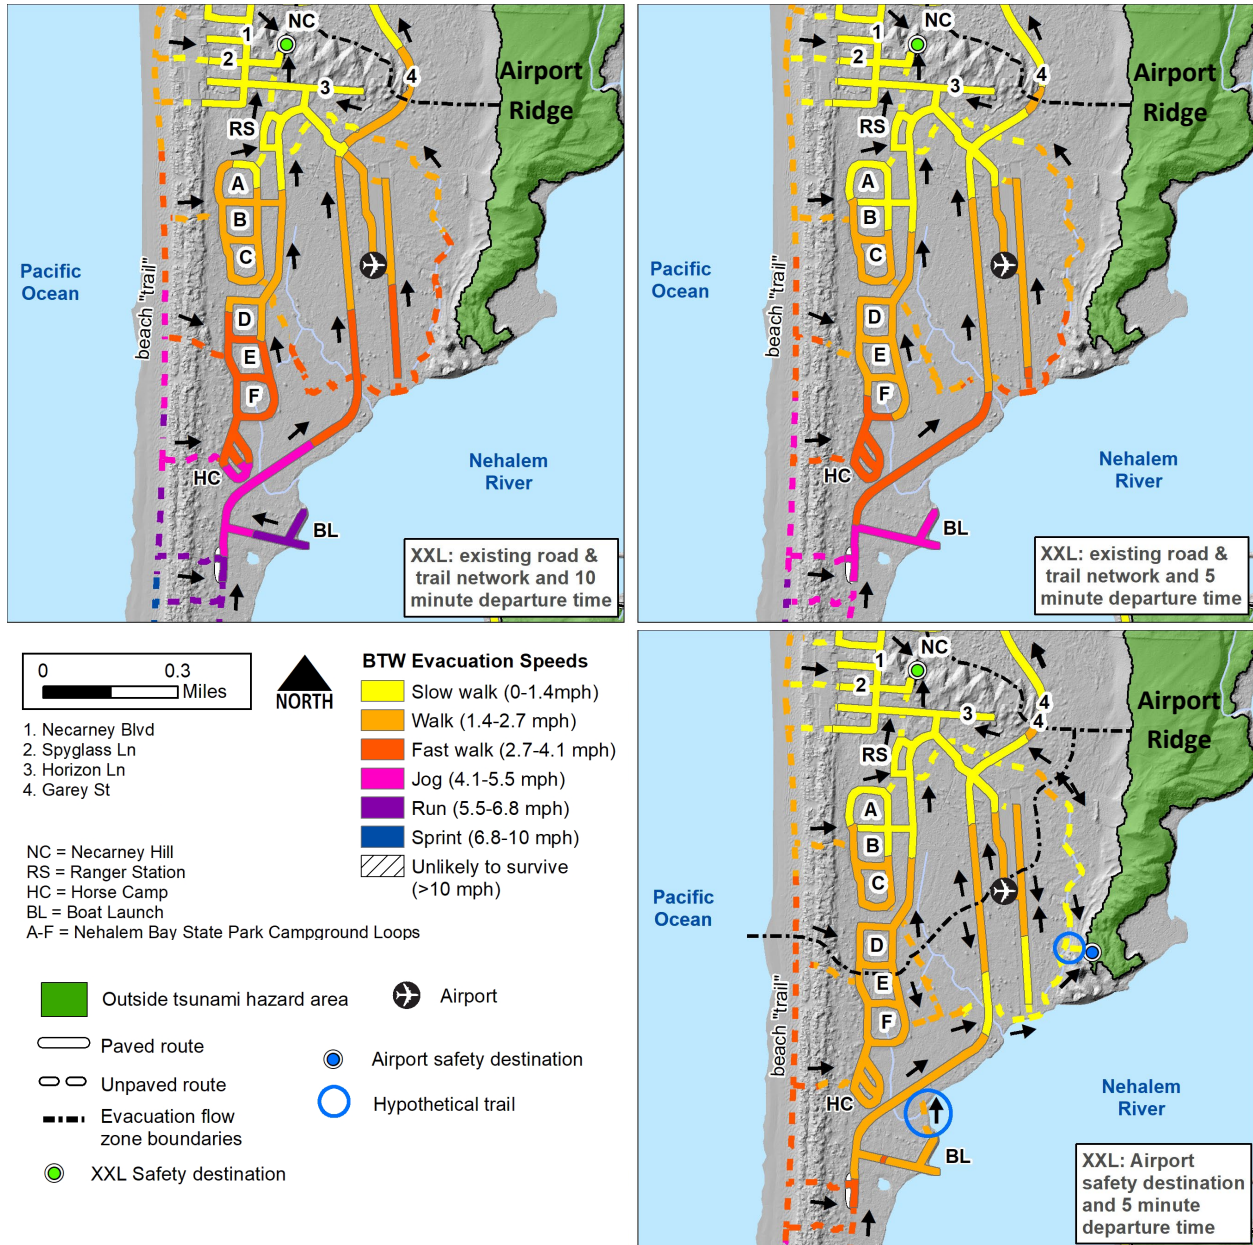 NC
1
2
3
4
Airport
Ridge
RS
A
B
C
D
E
F
Pacific
Ocean
beach "trail"
HC
BL
Nehalem
River
XXL: existing road &
trail network and 10
minute departure time
NC
1
2
3
4
Airport
Ridge
RS
A
B
C
D
E
F
Pacific
Ocean
beach "trail"
HC
BL
Nehalem
River
XXL: existing road &
trail network and 5
minute departure time
0 0.3
Miles
NORTH
1. Necarney Blvd
2. Spyglass Ln
3. Horizon Ln
4. Garey St
NC = Necarney Hill
RS = Ranger Station
HC = Horse Camp
BL = Boat Launch
A-F = Nehalem Bay State Park Campground Loops
BTW Evacuation Speeds
Slow walk (0-1.4mph)
Walk (1.4-2.7 mph)
Fast walk (2.7-4.1 mph)
Jog (4.1-5.5 mph)
Run (5.5-6.8 mph)
Sprint (6.8-10 mph)
Unlikely to survive
(>10 mph)
Outside tsunami hazard area
Airport
Paved route
Unpaved route
Evacuation flow
zone boundaries
XXL Safety destination
Airport safety destination
Hypothetical trail
NC
1
2
3
4
4
Airport
Ridge
RS
A
B
C
D
E
F
Pacific
Ocean
beach "trail"
HC
BL
Nehalem
River
XXL: Airport
safety destination
and 5 minute
departure time